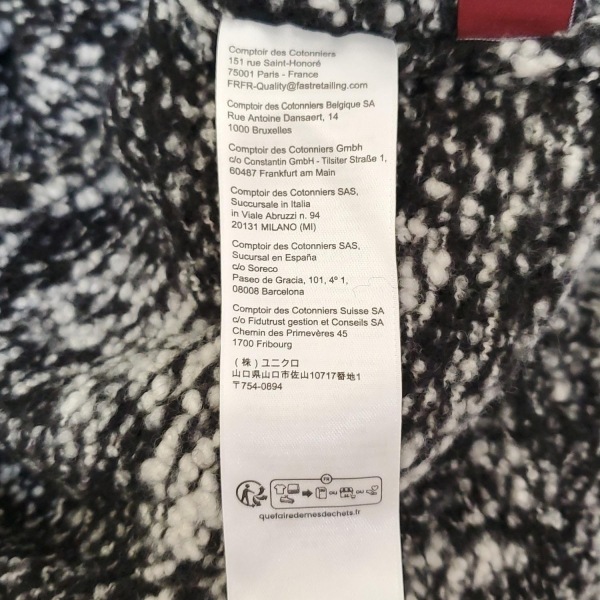 Comptoir des Cotonniers
151 rue Saint-Honoré
75001 Paris - France
FRFR-Quality@fastretailing.com
Comptoir des Cotonniers Belgique SA
Rue Antoine Dansaert, 14
1000 Bruxelles
Comptoir des Cotonniers Gmbh
c/o Constantin GmbH - Tilsiter Straße 1,
60487 Frankfurt am Main
Comptoir des Cotonniers SAS,
Succursale in Italia
in Viale Abruzzi n. 94
20131 MILANO (MI)
Comptoir des Cotonniers SAS,
Sucursal en España
c/o Soreco
Paseo de Gracia, 101, 4º 1,
08008 Barcelona
Comptoir des Cotonniers Suisse SA
c/o Fidutrust gestion et Conseils SA
Chemin des Primevères 45
1700 Fribourg
（株）ユニクロ
山口県山口市佐山10717番地1
〒754-0894
FR
OU OU
quefairedemesdechets.fr